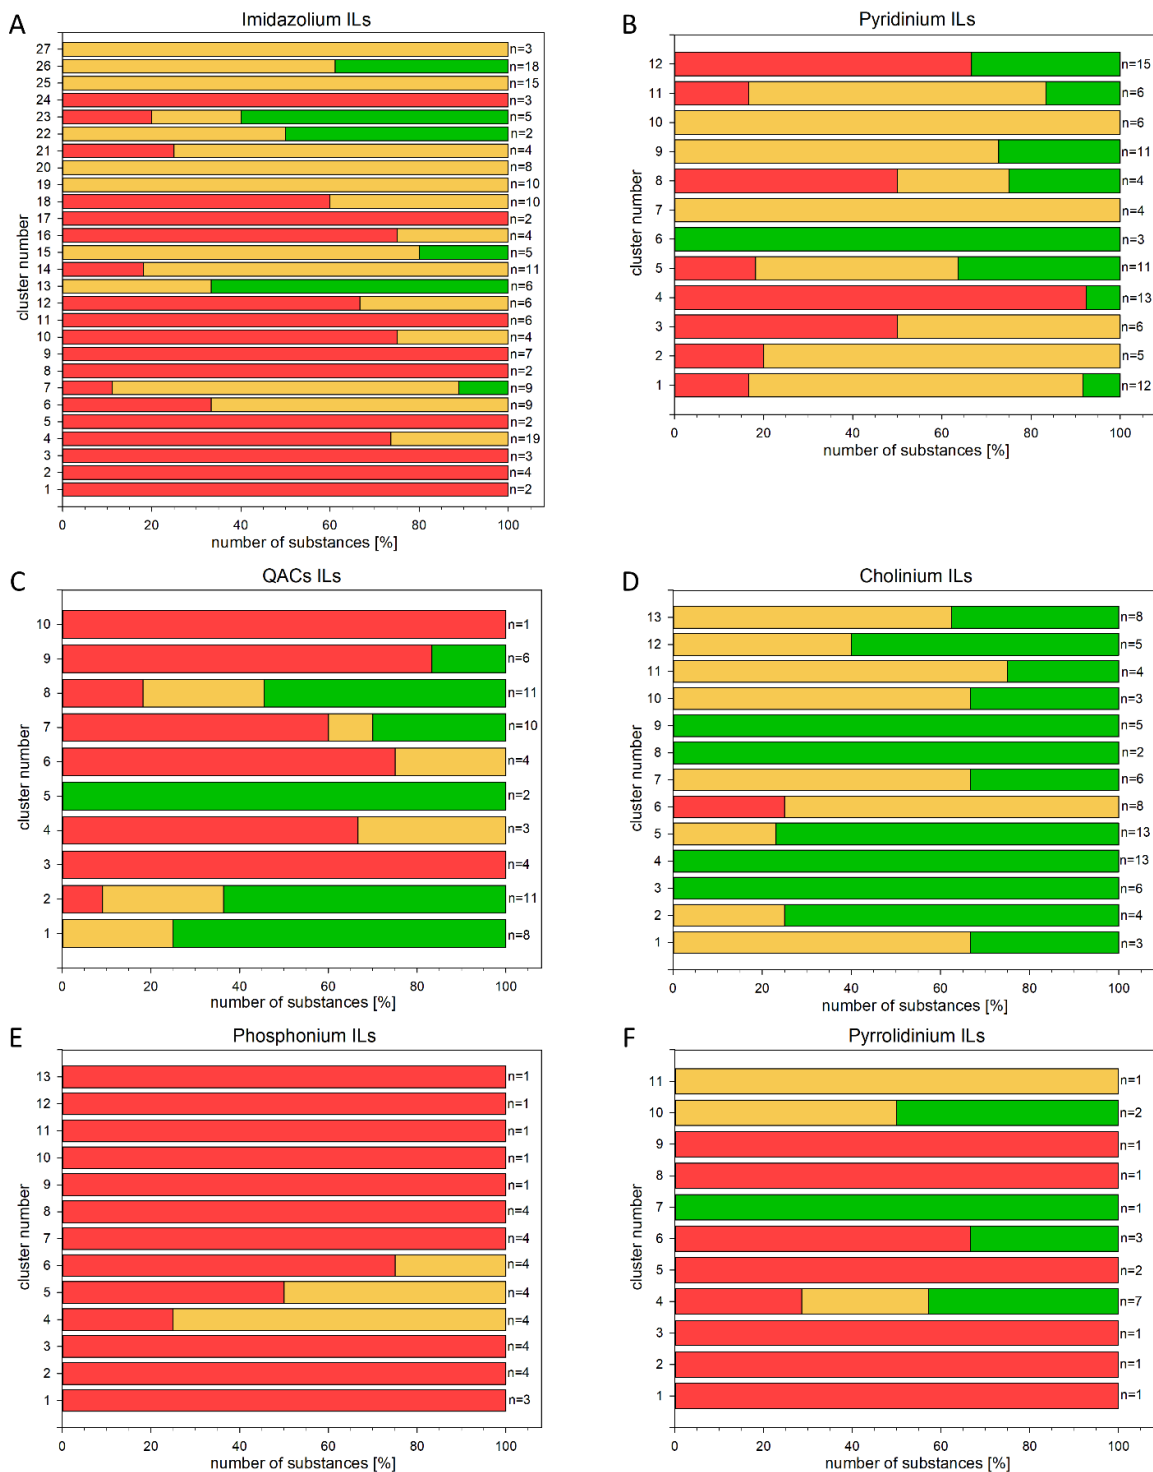 A
Imidazolium ILs
cluster number
27 n=3
26 n=18
25 n=15
24 n=3
23 n=5
22 n=2
21 n=4
20 n=8
19 n=10
18 n=10
17 n=2
16 n=4
15 n=5
14 n=11
13 n=6
12 n=6
11 n=6
10 n=4
9 n=7
8 n=2
7 n=9
6 n=9
5 n=2
4 n=19
3 n=3
2 n=4
1 n=2
0 20 40 60 80 100
number of substances [%]
B
Pyridinium ILs
cluster number
12 n=15
11 n=6
10 n=6
9 n=11
8 n=4
7 n=4
6 n=3
5 n=11
4 n=13
3 n=6
2 n=5
1 n=12
0 20 40 60 80 100
number of substances [%]
C
QACs ILs
cluster number
10 n=1
9 n=6
8 n=11
7 n=10
6 n=4
5 n=2
4 n=3
3 n=4
2 n=11
1 n=8
0 20 40 60 80 100
number of substances [%]
D
Cholinium ILs
cluster number
13 n=8
12 n=5
11 n=4
10 n=3
9 n=5
8 n=2
7 n=6
6 n=8
5 n=13
4 n=13
3 n=6
2 n=4
1 n=3
0 20 40 60 80 100
number of substances [%]
E
Phosphonium ILs
cluster number
13 n=1
12 n=1
11 n=1
10 n=1
9 n=1
8 n=4
7 n=4
6 n=4
5 n=4
4 n=4
3 n=4
2 n=4
1 n=3
0 20 40 60 80 100
number of substances [%]
F
Pyrrolidinium ILs
cluster number
11 n=1
10 n=2
9 n=1
8 n=1
7 n=1
6 n=3
5 n=2
4 n=7
3 n=1
2 n=1
1 n=1
0 20 40 60 80 100
number of substances [%]